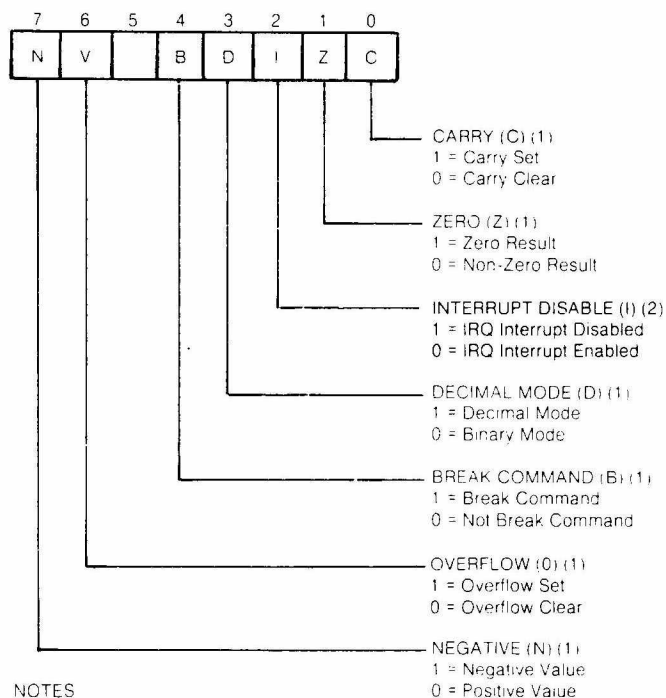 7 6 5 4 3 2 1 0
N V B D I Z C
CARRY (C) (1)
1 = Carry Set
0 = Carry Clear
ZERO (Z) (1)
1 = Zero Result
0 = Non-Zero Result
INTERRUPT DISABLE (I) (2)
1 = IRQ Interrupt Disabled
0 = IRQ Interrupt Enabled
DECIMAL MODE (D) (1)
1 = Decimal Mode
0 = Binary Mode
BREAK COMMAND (B) (1)
1 = Break Command
0 = Not Break Command
OVERFLOW (O) (1)
1 = Overflow Set
0 = Overflow Clear
NEGATIVE (N) (1)
1 = Negative Value
0 = Positive Value
NOTES